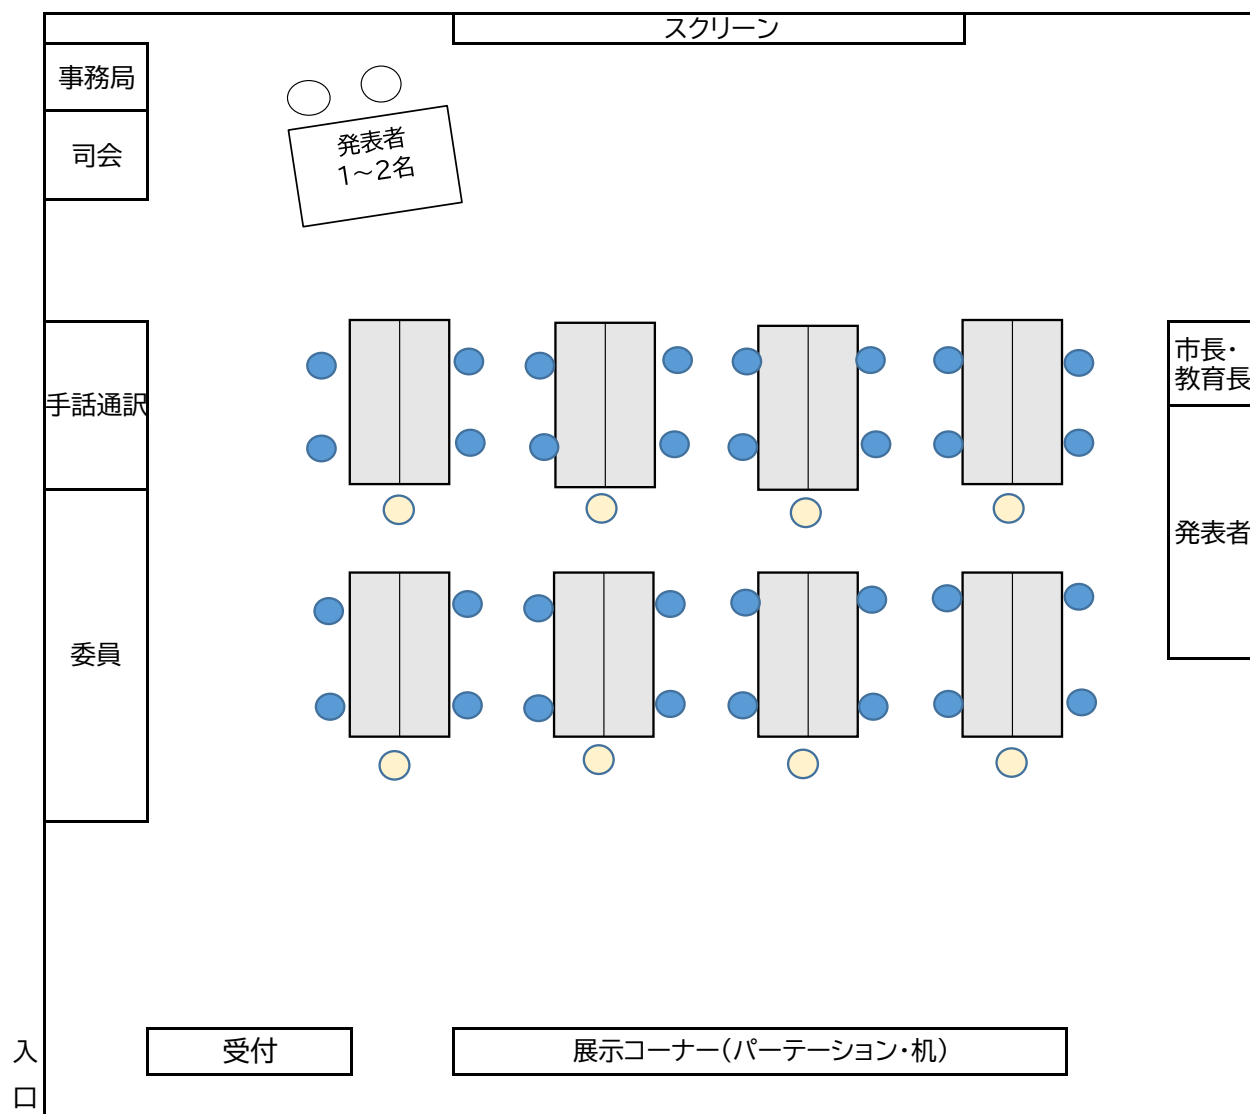 スクリーン
事務局
司会
発表者
1～2名
手話通訳
市長・
教育長
発表者
委員
受付
展示コーナー(パーテーション・机)
入
口